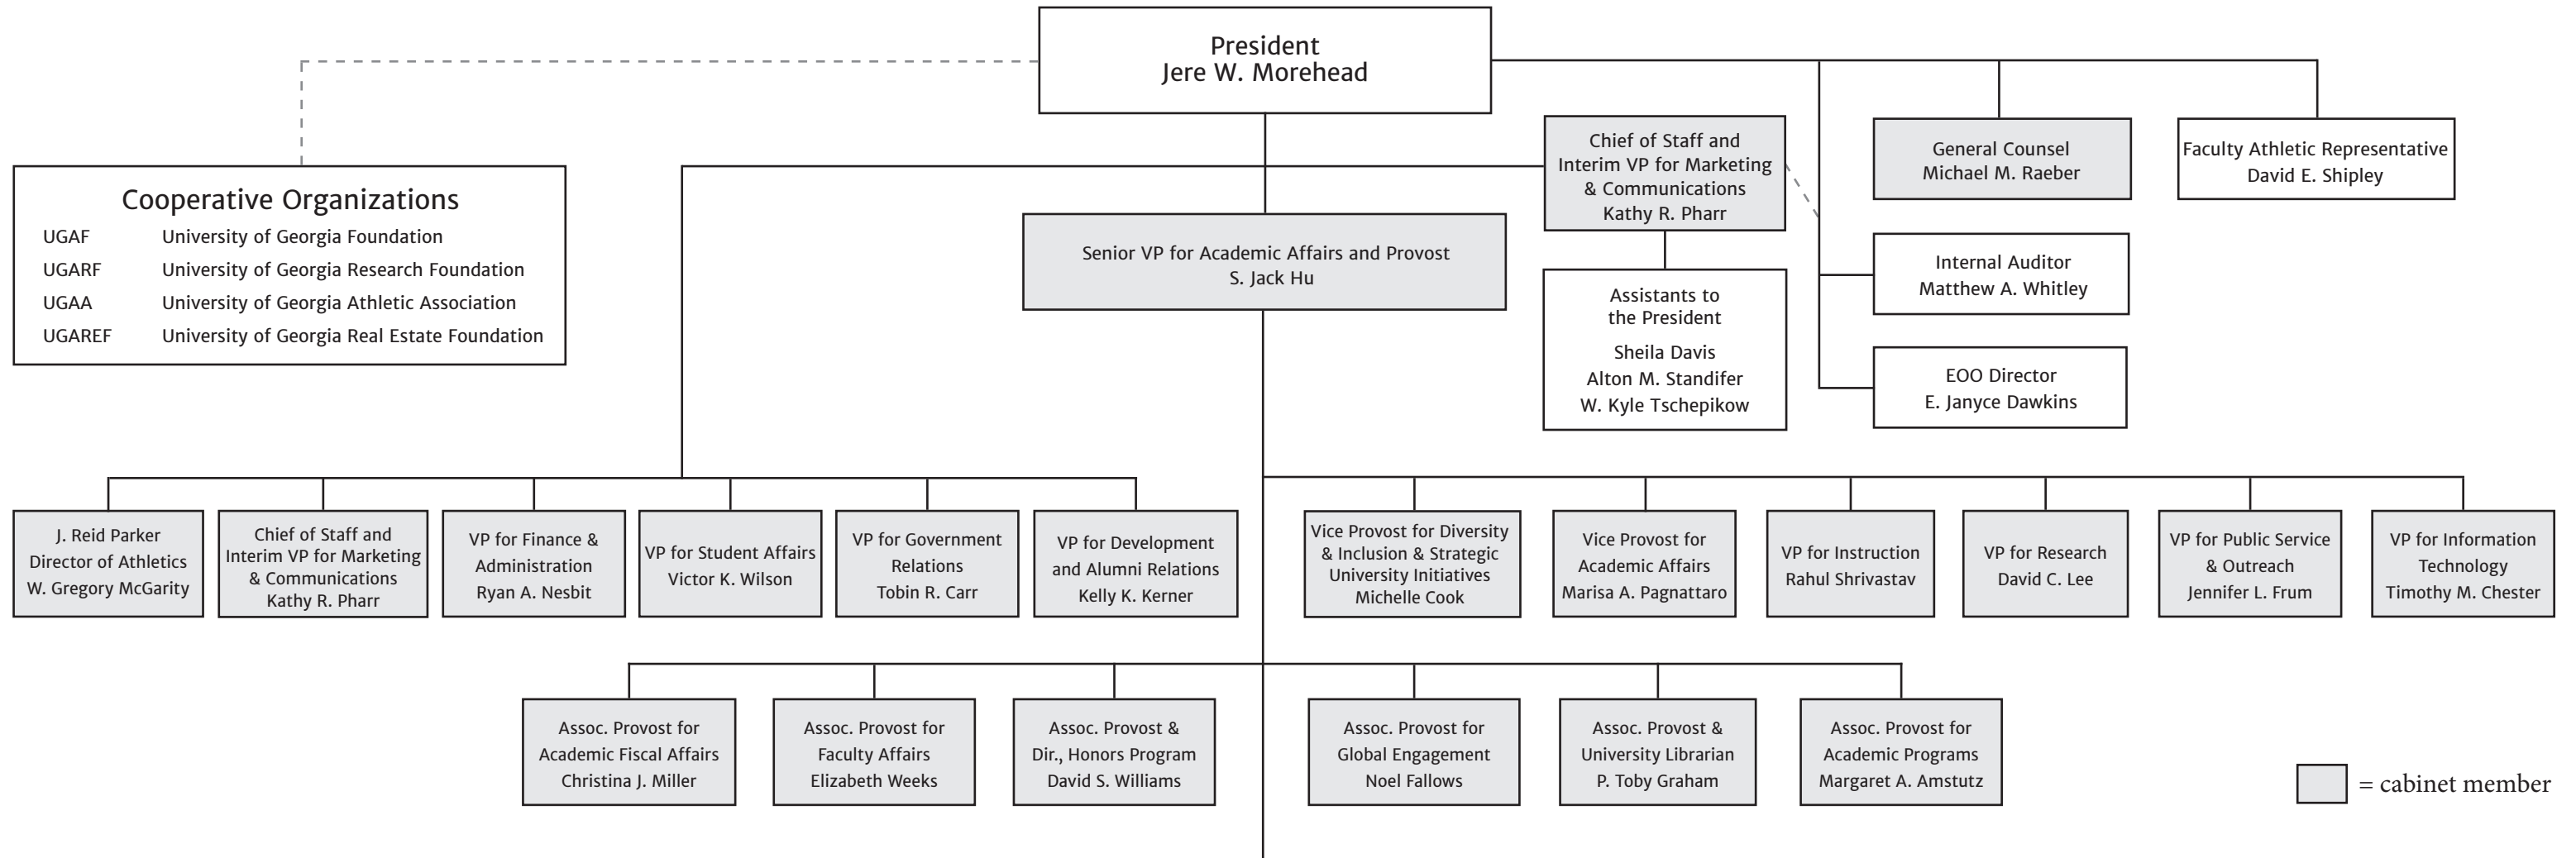 President
Jere W. Morehead
Cooperative Organizations
UGAF University of Georgia Foundation
UGARF University of Georgia Research Foundation
UGAA University of Georgia Athletic Association
UGAREF University of Georgia Real Estate Foundation
Senior VP for Academic Affairs and Provost
S. Jack Hu
Chief of Staff and
Interim VP for Marketing
& Communications
Kathy R. Pharr
Assistants to
the President
Sheila Davis
Alton M. Standifer
W. Kyle Tschepikow
General Counsel
Michael M. Raeber
Faculty Athletic Representative
David E. Shipley
Internal Auditor
Matthew A. Whitley
EOO Director
E. Janyce Dawkins
J. Reid Parker
Director of Athletics
W. Gregory McGarity
Chief of Staff and
Interim VP for Marketing
& Communications
Kathy R. Pharr
VP for Finance &
Administration
Ryan A. Nesbit
VP for Student Affairs
Victor K. Wilson
VP for Government
Relations
Tobin R. Carr
VP for Development
and Alumni Relations
Kelly K. Kerner
Vice Provost for Diversity
& Inclusion & Strategic
University Initiatives
Michelle Cook
Vice Provost for
Academic Affairs
Marisa A. Pagnattaro
VP for Instruction
Rahul Shrivastav
VP for Research
David C. Lee
VP for Public Service
& Outreach
Jennifer L. Frum
VP for Information
Technology
Timothy M. Chester
Assoc. Provost for
Academic Fiscal Affairs
Christina J. Miller
Assoc. Provost for
Faculty Affairs
Elizabeth Weeks
Assoc. Provost &
Dir., Honors Program
David S. Williams
Assoc. Provost for
Global Engagement
Noel Fallows
Assoc. Provost &
University Librarian
P. Toby Graham
Assoc. Provost for
Academic Programs
Margaret A. Amstutz
= cabinet member